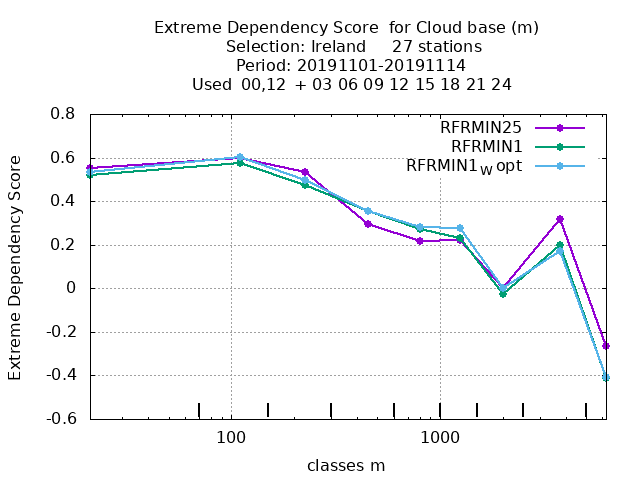 Extreme Dependency Score  for Cloud base (m)
Selection: Ireland     27 stations
Period: 20191101-20191114
Used  00,12  + 03 06 09 12 15 18 21 24
RFRMIN25
RFRMIN1
RFRMIN1w opt
Extreme Dependency Score
0.8
0.6
0.4
0.2
0
-0.2
-0.4
-0.6
100
1000
classes m